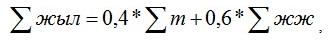 ∑ жыл = 0,4 * ∑ т + 0,6 * ∑ жж ,